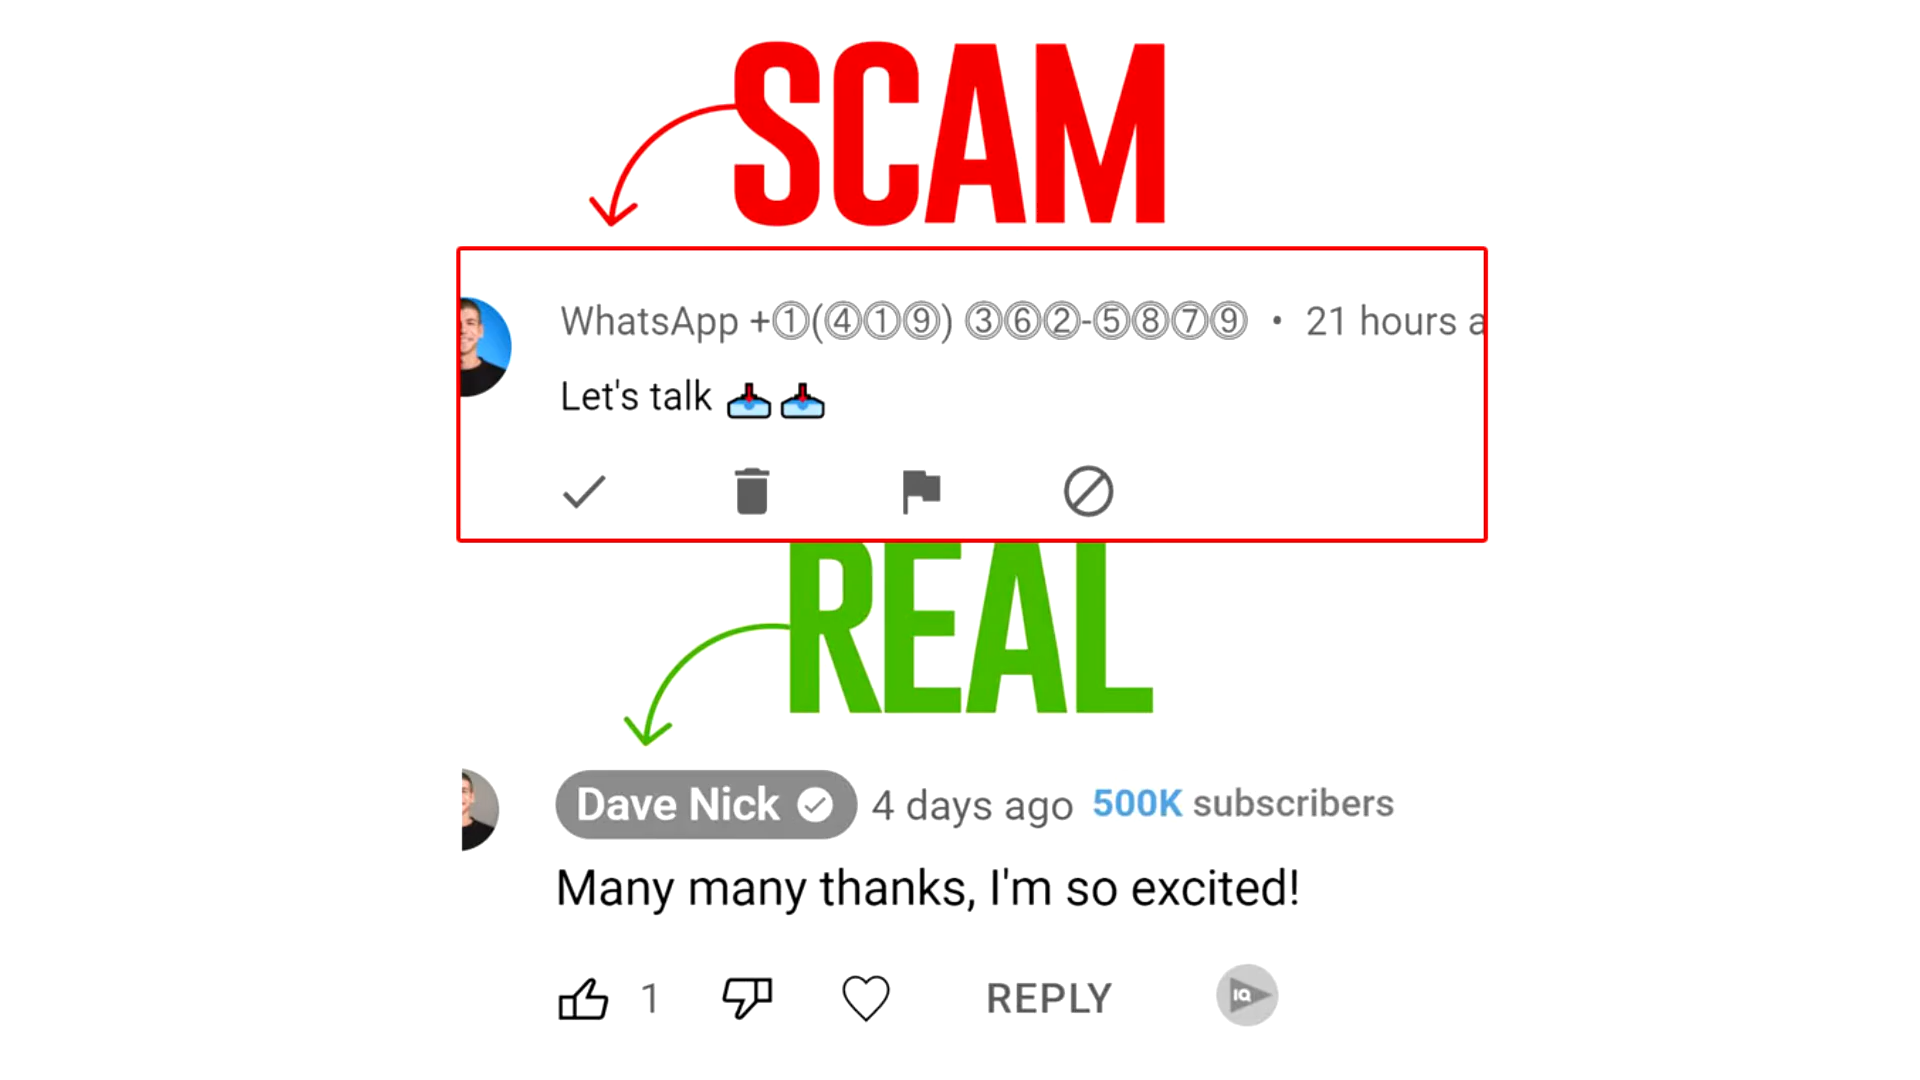 SCAM
WhatsApp +①(④①⑨) ③⑥②-⑤⑧⑦⑨ • 21 hours a
Let's talk 📥📥
REAL
Dave Nick 4 days ago 500K subscribers
Many many thanks, I'm so excited!
1 REPLY IQ